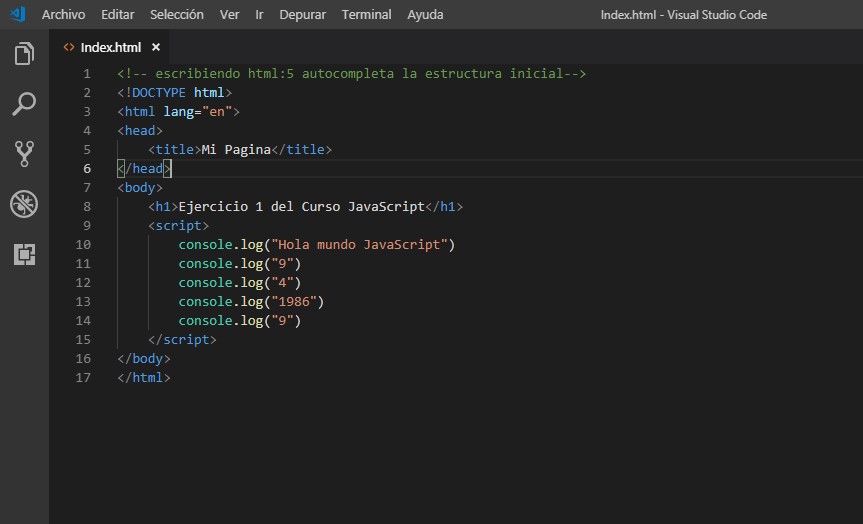 Archivo Editar Selección Ver Ir Depurar Terminal Ayuda Index.html - Visual Studio Code
<> Index.html ×
1 <!-- escribiendo html:5 autocompleta la estructura inicial-->
2 <!DOCTYPE html>
3 <html lang="en">
4 <head>
5 <title>Mi Pagina</title>
6 </head>
7 <body>
8 <h1>Ejercicio 1 del Curso JavaScript</h1>
9 <script>
10 console.log("Hola mundo JavaScript")
11 console.log("9")
12 console.log("4")
13 console.log("1986")
14 console.log("9")
15 </script>
16 </body>
17 </html>